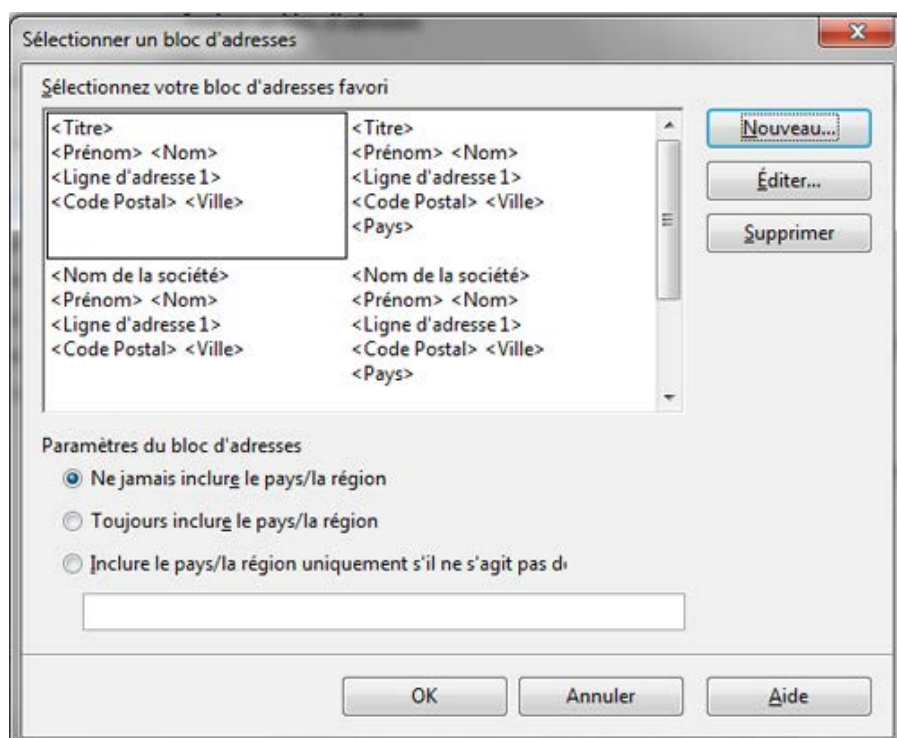 Sélectionner un bloc d'adresses
Sélectionnez votre bloc d'adresses favori
<Titre>
<Prénom> <Nom>
<Ligne d'adresse 1>
<Code Postal> <Ville>
<Titre>
<Prénom> <Nom>
<Ligne d'adresse 1>
<Code Postal> <Ville>
<Pays>
<Nom de la société>
<Prénom> <Nom>
<Ligne d'adresse 1>
<Code Postal> <Ville>
<Nom de la société>
<Prénom> <Nom>
<Ligne d'adresse 1>
<Code Postal> <Ville>
<Pays>
Nouveau...
Éditer...
Supprimer
Paramètres du bloc d'adresses
Ne jamais inclure le pays/la région
Toujours inclure le pays/la région
Inclure le pays/la région uniquement s'il ne s'agit pas d
OK
Annuler
Aide